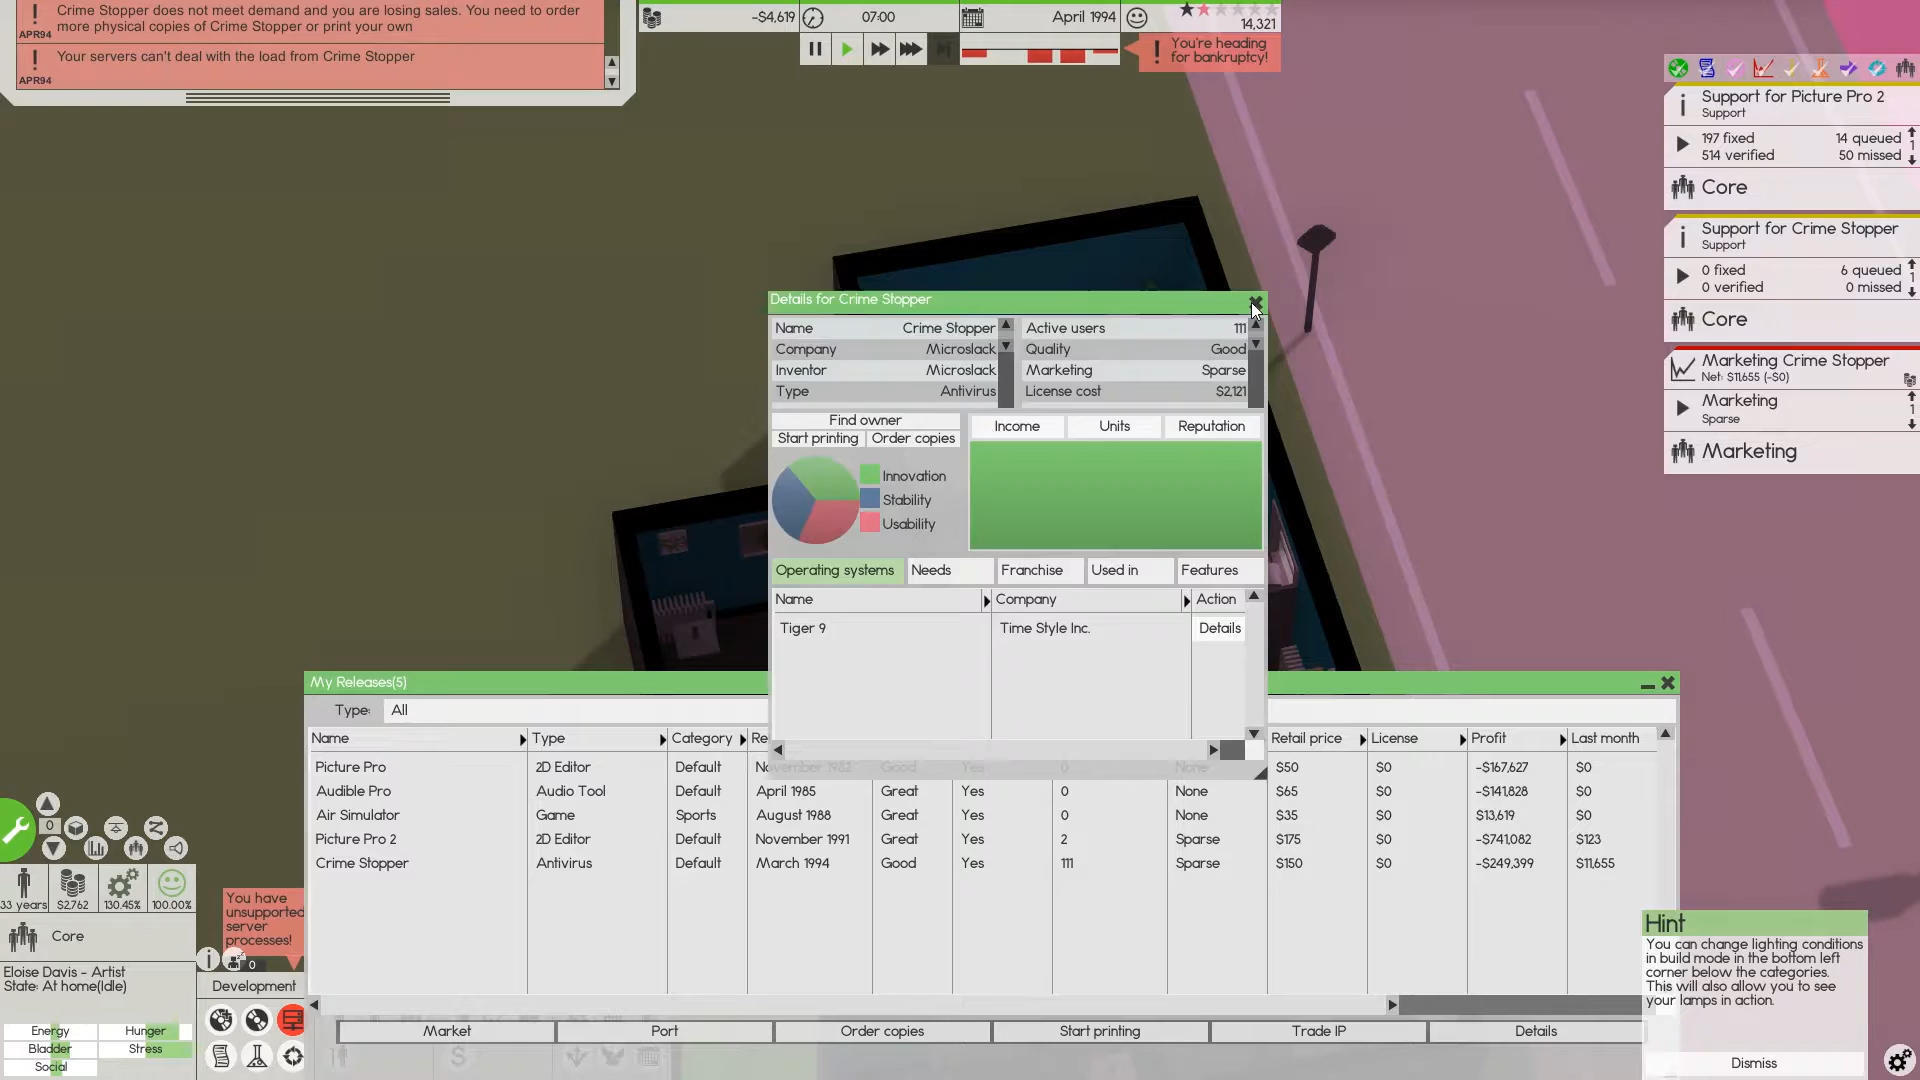 Crime Stopper does not meet demand and you are losing sales. You need to order
more physical copies of Crime Stopper or print your own
APR94
Your servers can't deal with the load from Crime Stopper
APR94
-$4,619
07:00
April 1994
14,321
You're heading
for bankruptcy!
Support for Picture Pro 2
Support
197 fixed 14 queued
514 verified 50 missed
1
Core
Support for Crime Stopper
Support
0 fixed 6 queued
0 verified 0 missed
1
Core
Marketing Crime Stopper
Net: $11,655 (-$0)
Marketing
Sparse
1
Marketing
Details for Crime Stopper
Name Crime Stopper
Company Microslack
Inventor Microslack
Type Antivirus
Active users 111
Quality Good
Marketing Sparse
License cost $2,121
Find owner
Start printing Order copies
Income Units Reputation
Innovation
Stability
Usability
Operating systems Needs Franchise Used in Features
Name Company Action
Tiger 9 Time Style Inc. Details
My Releases(5)
Type: All
Name Type Category Re Retail price License Profit Last month
Picture Pro 2D Editor Default November 1982 Good Yes 0 None $50 $0 -$167,627 $0
Audible Pro Audio Tool Default April 1985 Great Yes 0 None $65 $0 -$141,828 $0
Air Simulator Game Sports August 1988 Great Yes 0 None $35 $0 $13,619 $0
Picture Pro 2 2D Editor Default November 1991 Great Yes 2 Sparse $175 $0 -$741,082 $123
Crime Stopper Antivirus Default March 1994 Good Yes 111 Sparse $150 $0 -$249,399 $11,655
Market Port Order copies Start printing Trade IP Details
0
33 years $2,762 130.45% 100.00%
Core
You have
unsupported
server
processes!
0
Eloise Davis - Artist
State: At home(Idle)
Development
Energy Hunger
Bladder Stress
Social
Hint
You can change lighting conditions
in build mode in the bottom left
corner below the categories.
This will also allow you to see
your lamps in action.
Dismiss